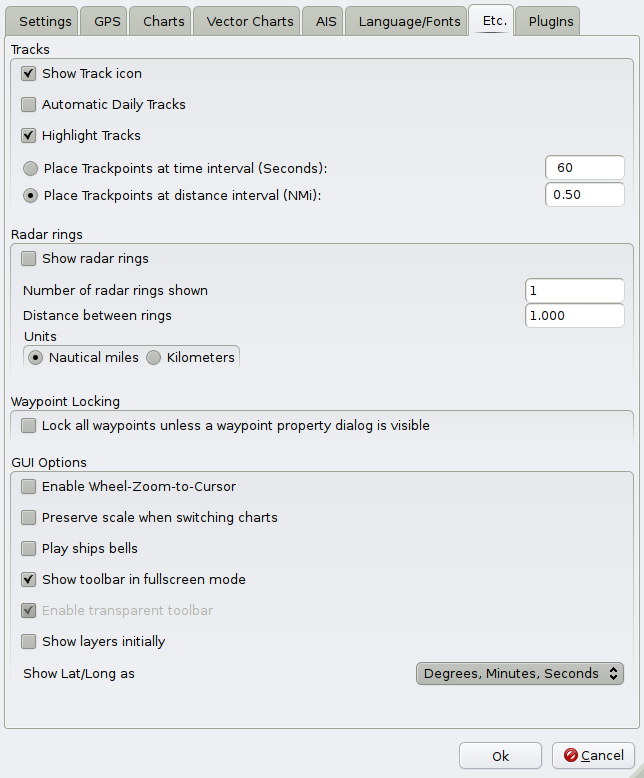 Settings GPS Charts Vector Charts AIS Language/Fonts Etc. PlugIns
Tracks
Show Track icon
Automatic Daily Tracks
Highlight Tracks
Place Trackpoints at time interval (Seconds): 60
Place Trackpoints at distance interval (NMi): 0.50
Radar rings
Show radar rings
Number of radar rings shown 1
Distance between rings 1.000
Units
Nautical miles Kilometers
Waypoint Locking
Lock all waypoints unless a waypoint property dialog is visible
GUI Options
Enable Wheel-Zoom-to-Cursor
Preserve scale when switching charts
Play ships bells
Show toolbar in fullscreen mode
Enable transparent toolbar
Show layers initially
Show Lat/Long as Degrees, Minutes, Seconds
Ok Cancel